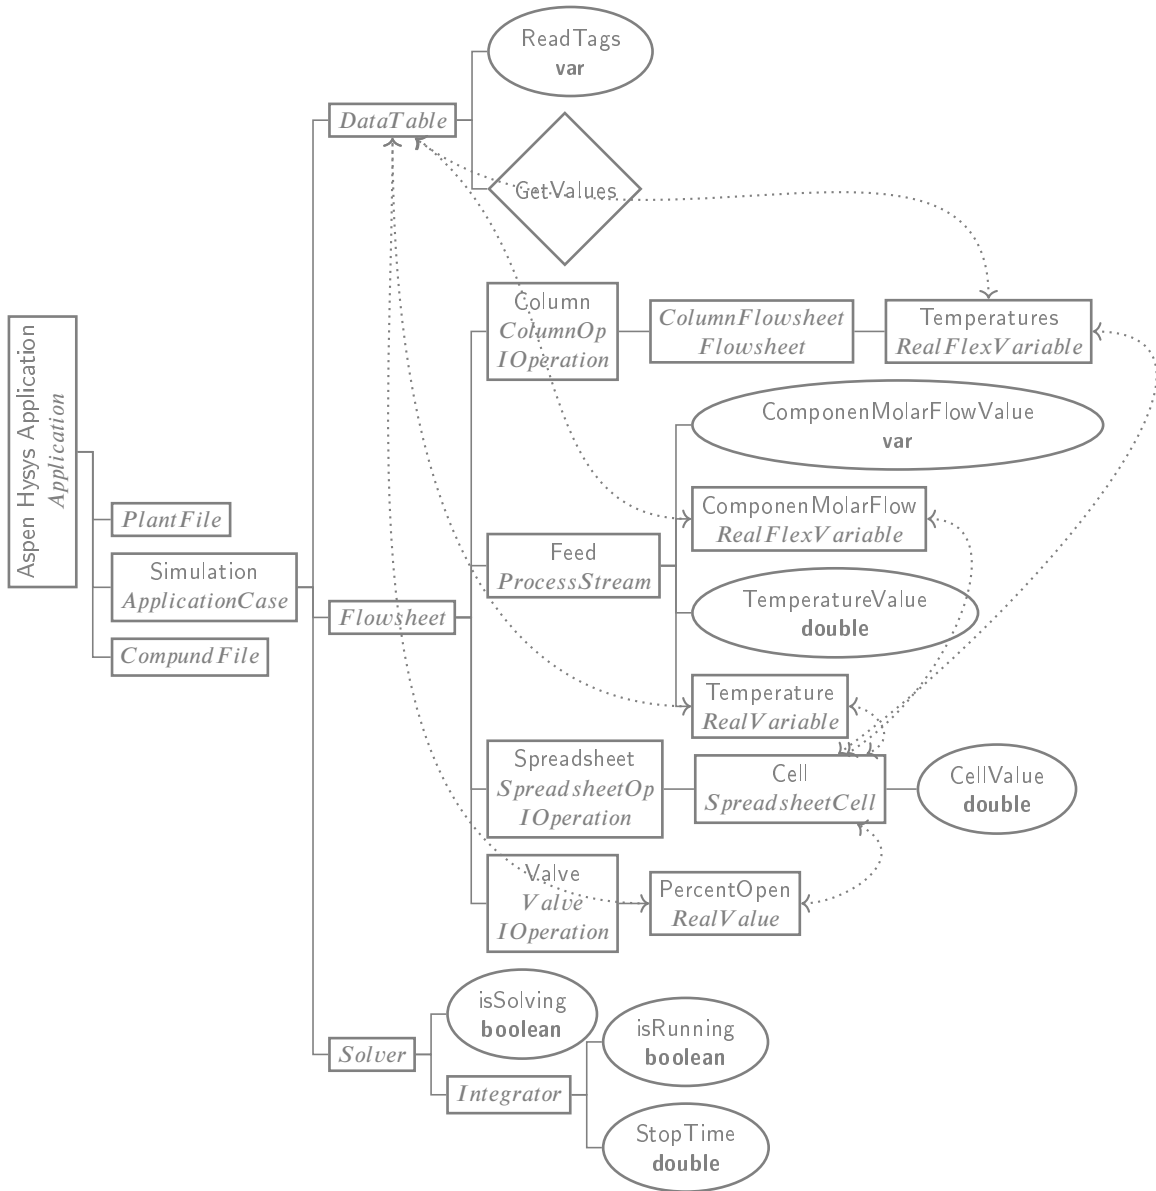 Aspen Hysys Application
Application
PlantFile
Simulation
ApplicationCase
CompundFile
DataTable
ReadTags
var
GetValues
Flowsheet
Column
ColumnOp
IOperation
ColumnFlowsheet
Flowsheet
Temperatures
RealFlexVariable
Feed
ProcessStream
ComponenMolarFlowValue
var
ComponenMolarFlow
RealFlexVariable
TemperatureValue
double
Temperature
RealVariable
Spreadsheet
SpreadsheetOp
IOperation
Cell
SpreadsheetCell
CellValue
double
Valve
Valve
IOperation
PercentOpen
RealValue
Solver
isSolving
boolean
Integrator
isRunning
boolean
StopTime
double